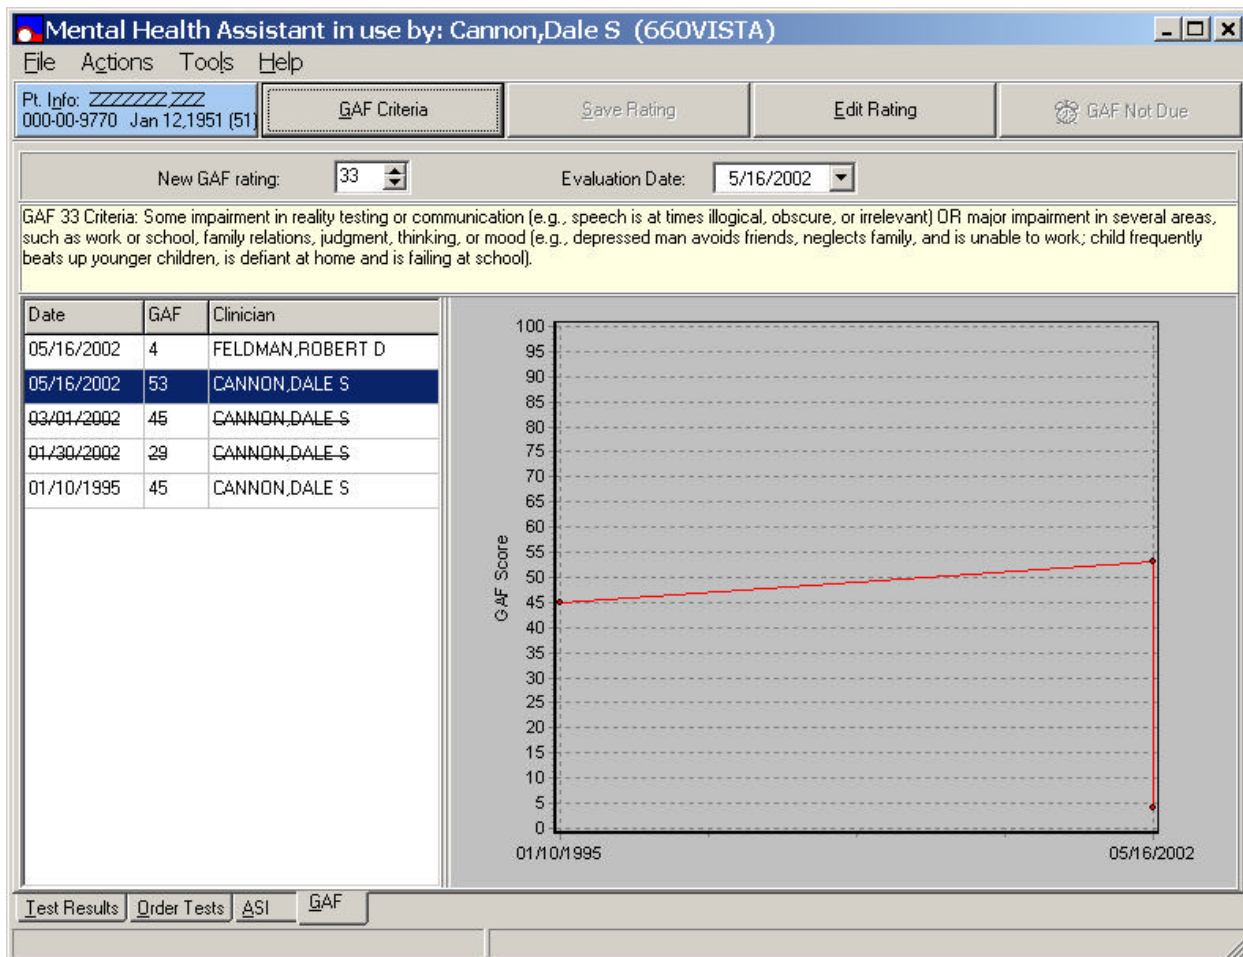 Mental Health Assistant in use by: Cannon,Dale S (660VISTA)
File Actions Tools Help
Pt. Info: ZZZZZZZ,ZZZ
000-00-9770 Jan 12,1951 (51)
GAF Criteria
Save Rating
Edit Rating
GAF Not Due
New GAF rating: 33 Evaluation Date: 5/16/2002
GAF 33 Criteria: Some impairment in reality testing or communication (e.g., speech is at times illogical, obscure, or irrelevant) OR major impairment in several areas,
such as work or school, family relations, judgment, thinking, or mood (e.g., depressed man avoids friends, neglects family, and is unable to work; child frequently
beats up younger children, is defiant at home and is failing at school).
Date GAF Clinician
05/16/2002 4 FELDMAN,ROBERT D
05/16/2002 53 CANNON,DALE S
03/01/2002 45 CANNON,DALE S
01/30/2002 29 CANNON,DALE S
01/10/1995 45 CANNON,DALE S
GAF Score
100
95
90
85
80
75
70
65
60
55
50
45
40
35
30
25
20
15
10
5
0
01/10/1995 05/16/2002
Test Results Order Tests ASI GAF